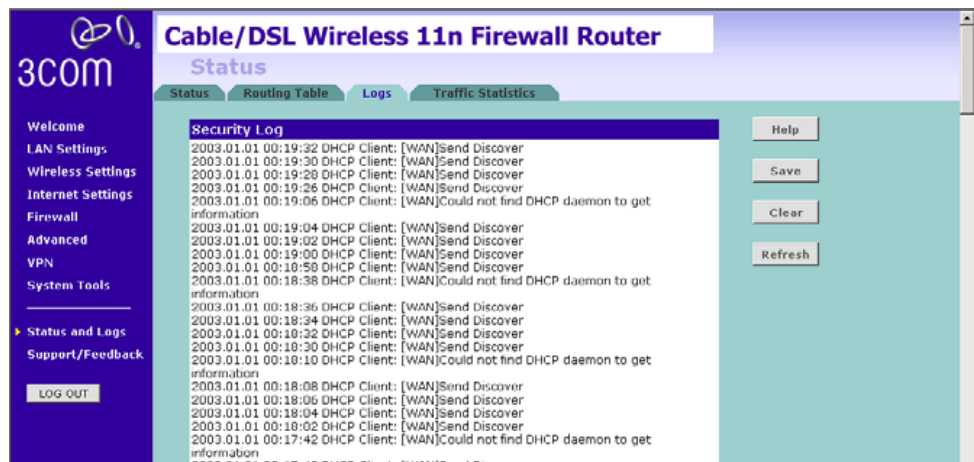 3COM
Cable/DSL Wireless 11n Firewall Router
Status
Status Routing Table Logs Traffic Statistics
Welcome
LAN Settings
Wireless Settings
Internet Settings
Firewall
Advanced
VPN
System Tools
Status and Logs
Support/Feedback
LOG OUT
Security Log
2003.01.01 00:19:32 DHCP Client: [WAN]Send Discover
2003.01.01 00:19:30 DHCP Client: [WAN]Send Discover
2003.01.01 00:19:28 DHCP Client: [WAN]Send Discover
2003.01.01 00:19:26 DHCP Client: [WAN]Send Discover
2003.01.01 00:19:06 DHCP Client: [WAN]Could not find DHCP daemon to get
information
2003.01.01 00:19:04 DHCP Client: [WAN]Send Discover
2003.01.01 00:19:02 DHCP Client: [WAN]Send Discover
2003.01.01 00:19:00 DHCP Client: [WAN]Send Discover
2003.01.01 00:18:58 DHCP Client: [WAN]Send Discover
2003.01.01 00:18:38 DHCP Client: [WAN]Could not find DHCP daemon to get
information
2003.01.01 00:18:36 DHCP Client: [WAN]Send Discover
2003.01.01 00:18:34 DHCP Client: [WAN]Send Discover
2003.01.01 00:18:32 DHCP Client: [WAN]Send Discover
2003.01.01 00:18:30 DHCP Client: [WAN]Send Discover
2003.01.01 00:18:10 DHCP Client: [WAN]Could not find DHCP daemon to get
information
2003.01.01 00:18:08 DHCP Client: [WAN]Send Discover
2003.01.01 00:18:06 DHCP Client: [WAN]Send Discover
2003.01.01 00:18:04 DHCP Client: [WAN]Send Discover
2003.01.01 00:18:02 DHCP Client: [WAN]Send Discover
2003.01.01 00:17:42 DHCP Client: [WAN]Could not find DHCP daemon to get
information
Help
Save
Clear
Refresh